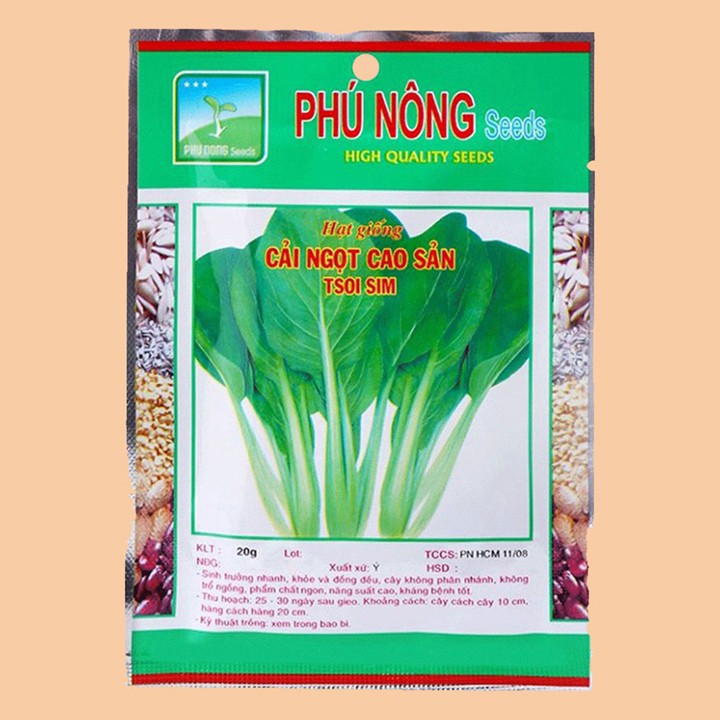 PHU NONG Seeds
PHÚ NÔNG Seeds
HIGH QUALITY SEEDS
Hạt giống
CẢI NGỌT CAO SẢN
TSOI SIM
KLT : 20g Lot: TCCS: PN HCM 11/08
NĐG: Xuất xứ: Ý HSD :
- Sinh trưởng nhanh, khỏe và đồng đều, cây không phân nhánh, không
trổ ngồng, phẩm chất ngon, năng suất cao, kháng bệnh tốt.
- Thu hoạch: 25 - 30 ngày sau gieo. Khoảng cách: cây cách cây 10 cm,
hàng cách hàng 20 cm.
- Kỹ thuật trồng: xem trong bao bì.